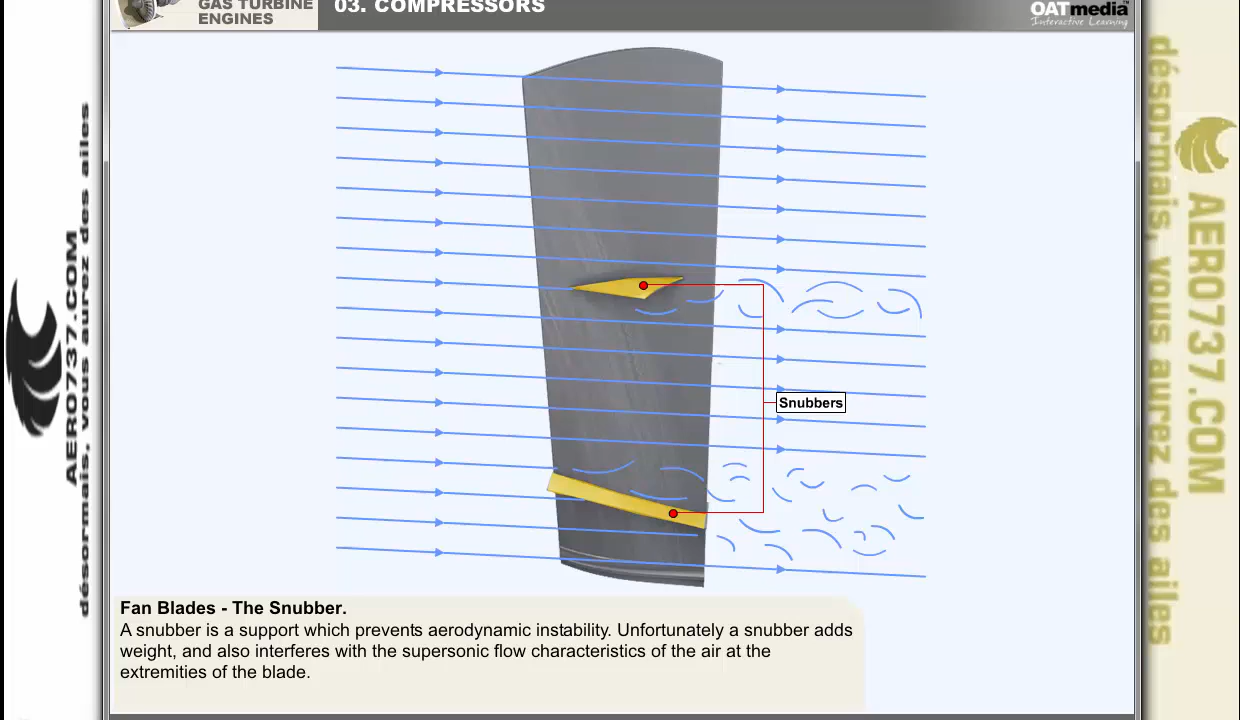 GAS TURBINE
ENGINES
03. COMPRESSORS
OATmedia™
Interactive Learning
Snubbers
Fan Blades - The Snubber.
A snubber is a support which prevents aerodynamic instability. Unfortunately a snubber adds
weight, and also interferes with the supersonic flow characteristics of the air at the
extremities of the blade.
AERO737.COM
désormais, vous aurez des ailes
AERO737.COM
désormais, vous aurez des ailes